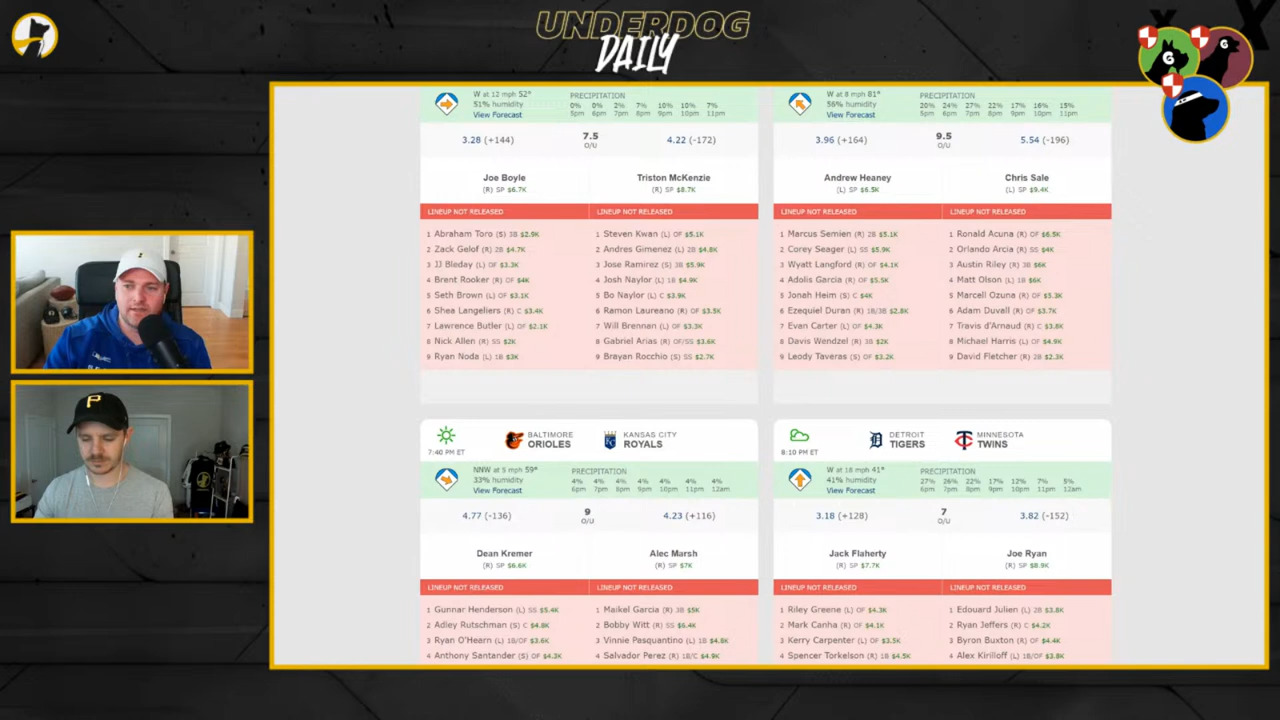 UNDERDOG
DAILY
W at 12 mph 52°
51% humidity
View Forecast
PRECIPITATION
0% 0% 2% 7% 10% 10% 7%
5pm 6pm 7pm 8pm 9pm 10pm 11pm
3.28 (+144)
7.5
O/U
4.22 (-172)
Joe Boyle
(R) SP $6.7K
Triston McKenzie
(R) SP $8.7K
LINEUP NOT RELEASED
LINEUP NOT RELEASED
1 Abraham Toro (S) 3B $2.9K
2 Zack Gelof (R) 2B $4.7K
3 JJ Bleday (L) OF $3.3K
4 Brent Rooker (R) OF $4K
5 Seth Brown (L) OF $3.1K
6 Shea Langeliers (R) C $3.4K
7 Lawrence Butler (L) OF $2.1K
8 Nick Allen (R) SS $2K
9 Ryan Noda (L) 1B $3K
1 Steven Kwan (L) OF $5.1K
2 Andres Gimenez (L) 2B $4.8K
3 Jose Ramirez (S) 3B $5.9K
4 Josh Naylor (L) 1B $4.9K
5 Bo Naylor (L) C $3.9K
6 Ramon Laureano (R) OF $3.5K
7 Will Brennan (L) OF $3.3K
8 Gabriel Arias (R) OF/SS $3.6K
9 Brayan Rocchio (S) SS $2.7K
W at 8 mph 81°
56% humidity
View Forecast
PRECIPITATION
20% 24% 27% 22% 17% 16% 15%
5pm 6pm 7pm 8pm 9pm 10pm 11pm
3.96 (+164)
9.5
O/U
5.54 (-196)
Andrew Heaney
(L) SP $6.5K
Chris Sale
(L) SP $9.4K
LINEUP NOT RELEASED
LINEUP NOT RELEASED
1 Marcus Semien (R) 2B $5.1K
2 Corey Seager (L) SS $5.9K
3 Wyatt Langford (R) OF $4.1K
4 Adolis Garcia (R) OF $5.5K
5 Jonah Heim (S) C $4K
6 Ezequiel Duran (R) 1B/3B $2.8K
7 Evan Carter (L) OF $4.3K
8 Davis Wendzel (R) 3B $2K
9 Leody Taveras (S) OF $3.2K
1 Ronald Acuna (R) OF $6.5K
2 Orlando Arcia (R) SS $4K
3 Austin Riley (R) 3B $6K
4 Matt Olson (L) 1B $6K
5 Marcell Ozuna (R) OF $5.3K
6 Adam Duvall (R) OF $3.7K
7 Travis d'Arnaud (R) C $3.8K
8 Michael Harris (L) OF $4.9K
9 David Fletcher (R) 2B $2.3K
7:40 PM ET
BALTIMORE
ORIOLES
KANSAS CITY
ROYALS
NNW at 5 mph 59°
33% humidity
View Forecast
PRECIPITATION
4% 4% 4% 4% 4% 4% 4%
6pm 7pm 8pm 9pm 10pm 11pm 12am
4.77 (-136)
9
O/U
4.23 (+116)
Dean Kremer
(R) SP $6.6K
Alec Marsh
(R) SP $7K
LINEUP NOT RELEASED
LINEUP NOT RELEASED
1 Gunnar Henderson (L) SS $5.4K
2 Adley Rutschman (S) C $4.8K
3 Ryan O'Hearn (L) 1B/OF $3.6K
4 Anthony Santander (S) OF $4.3K
1 Maikel Garcia (R) 3B $5K
2 Bobby Witt (R) SS $6.4K
3 Vinnie Pasquantino (L) 1B $4.8K
4 Salvador Perez (R) 1B/C $4.9K
8:10 PM ET
DETROIT
TIGERS
MINNESOTA
TWINS
W at 18 mph 41°
41% humidity
View Forecast
PRECIPITATION
27% 26% 22% 17% 12% 7% 5%
6pm 7pm 8pm 9pm 10pm 11pm 12am
3.18 (+128)
7
O/U
3.82 (-152)
Jack Flaherty
(R) SP $7.7K
Joe Ryan
(R) SP $8.9K
LINEUP NOT RELEASED
LINEUP NOT RELEASED
1 Riley Greene (L) OF $4.3K
2 Mark Canha (R) OF $4.1K
3 Kerry Carpenter (L) OF $3.5K
4 Spencer Torkelson (R) 1B $4.5K
1 Edouard Julien (L) 2B $3.8K
2 Ryan Jeffers (R) C $4.2K
3 Byron Buxton (R) OF $4.4K
4 Alex Kirilloff (L) 1B/OF $3.8K
G
G
P